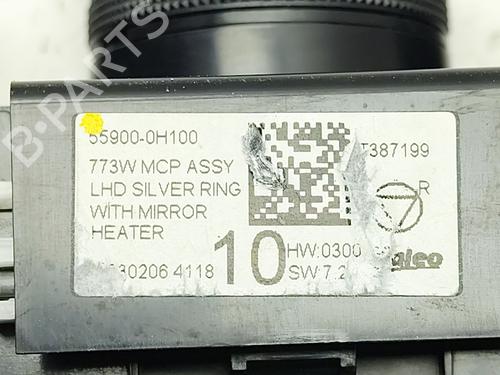 B-PARTS
55900-0H100
T387199
773W MCP ASSY
LHD SILVER RING
WITH MIRROR
HEATER
R
10
HW:0300
4118
SW:7.2
Valeo